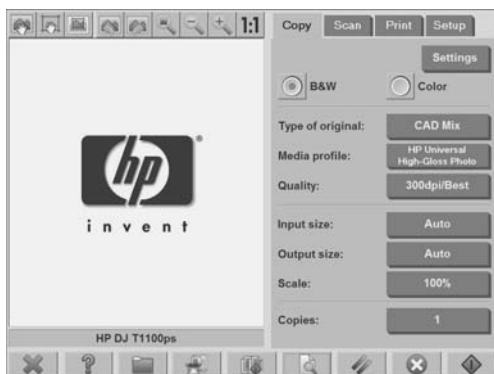 1:1
Copy Scan Print Setup
Settings
B&W Color
Type of original: CAD Mix
Media profile: HP Universal
High-Gloss Photo
Quality: 300dpi/Best
Input size: Auto
Output size: Auto
Scale: 100%
Copies: 1
hp
invent
HP DJ T1100ps
?